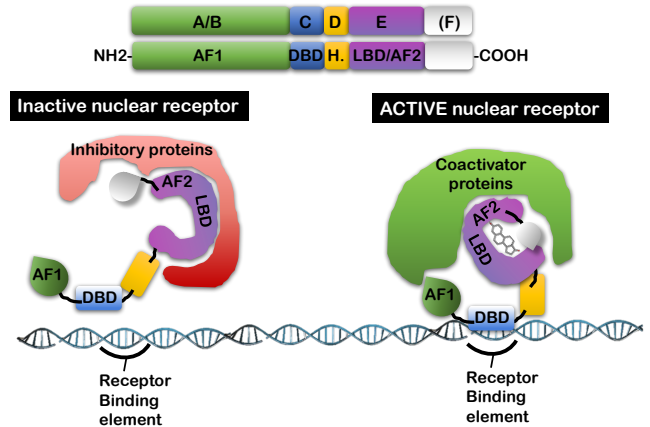 A/B C D E (F)
NH2- AF1 DBD H. LBD/AF2 -COOH
Inactive nuclear receptor
ACTIVE nuclear receptor
Inhibitory proteins
AF2
LBD
AF1
DBD
Receptor
Binding
element
Coactivator
proteins
AF2
LBD
AF1
DBD
Receptor
Binding
element